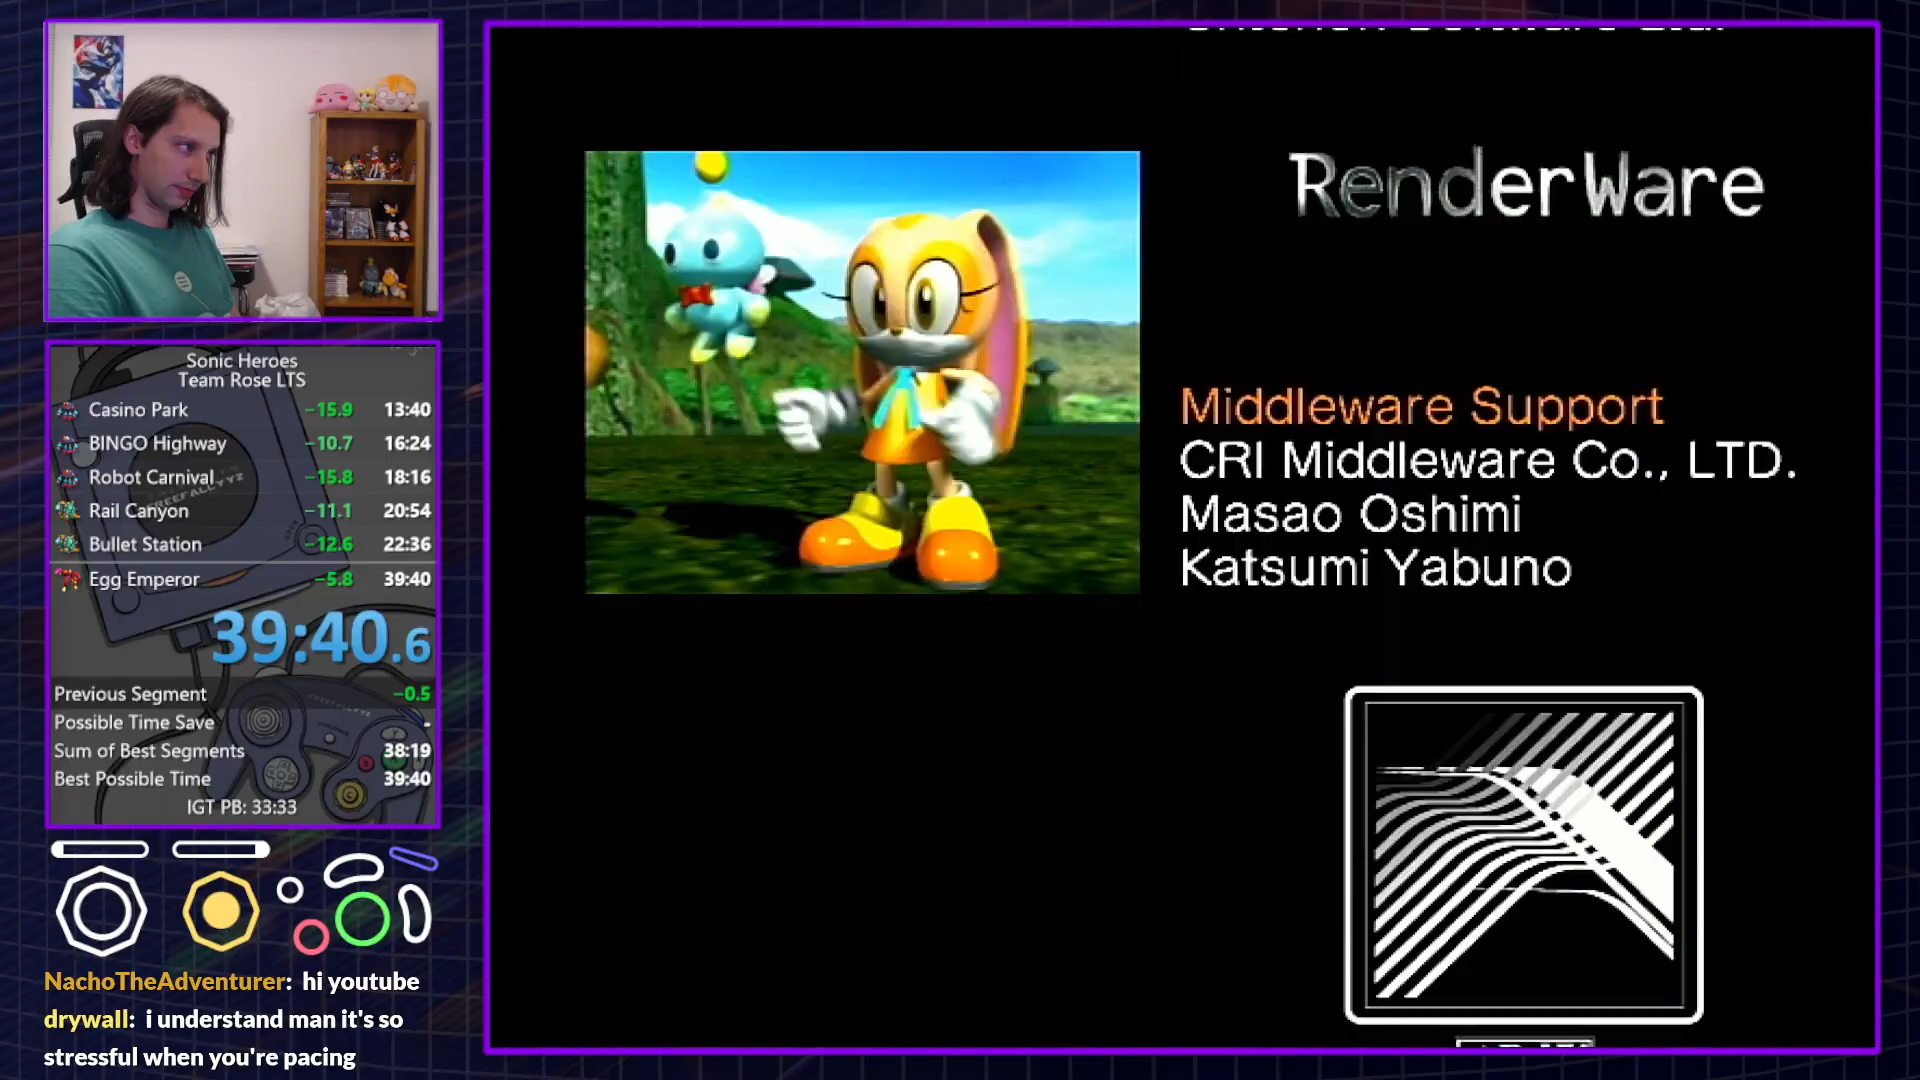 Sonic Heroes
Team Rose LTS
Casino Park -15.9 13:40
BINGO Highway -10.7 16:24
Robot Carnival -15.8 18:16
Rail Canyon -11.1 20:54
Bullet Station -12.6 22:36
Egg Emperor -5.8 39:40
39:40.6
Previous Segment -0.5
Possible Time Save -
Sum of Best Segments 38:19
Best Possible Time 39:40
IGT PB: 33:33
NachoTheAdventurer: hi youtube
drywall: i understand man it's so
stressful when you're pacing
RenderWare
Middleware Support
CRI Middleware Co., LTD.
Masao Oshimi
Katsumi Yabuno